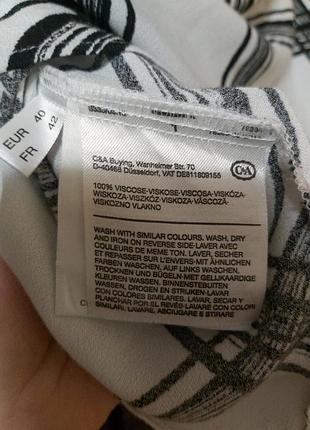 EUR 40
FR 42
1
C&A Buying, Wanheimer Str. 70
D-40468 Düsseldorf, VAT DE811809155
C&A
100% VISCOSE-VISKOSE-VISCOSA-VISKÓZA-
WISKOZA-VISZKÓZ-VISKOZA-VÂSCOZĂ-
VISKOZNO VLAKNO
WASH WITH SIMILAR COLOURS. WASH, DRY
AND IRON ON REVERSE SIDE-LAVER AVEC
COULEURS DE MEME TON. LAVER, SECHER
ET REPASSER SUR L'ENVERS-MIT ÄHNLICHEN
FARBEN WASCHEN. AUF LINKS WASCHEN,
TROCKNEN UND BÜGELN-MET GELIJKAARDIGE
KLEUREN WASSEN. BINNENSTEBUITEN
WASSEN, DROGEN EN STRIJKEN-LAVAR CON
COLORES SIMILARES. LAVAR, SECAR Y
PLANCHAR POR EL REVÉS-LAVARE CON COLORI
SIMILARI. LAVARE, ASCIUGARE E STIRARE